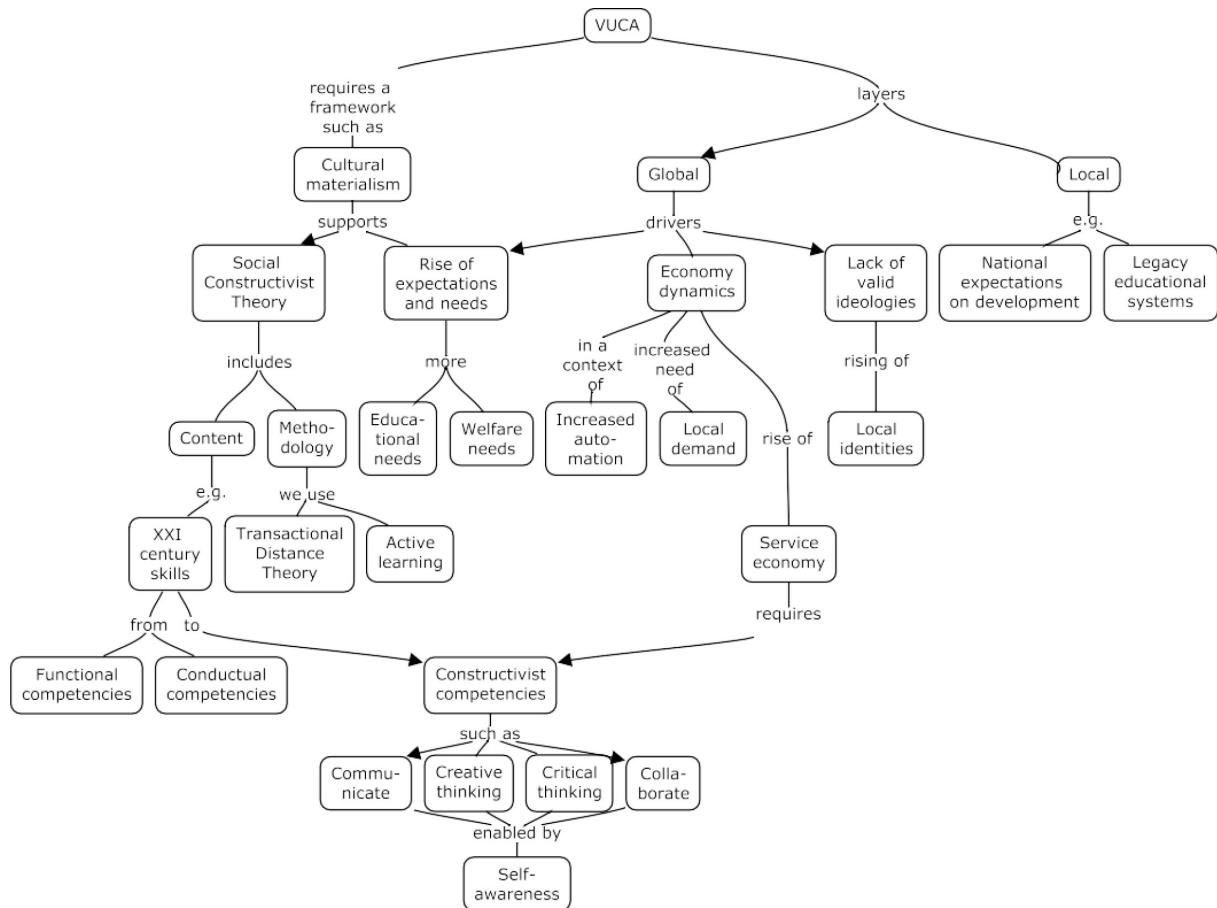 VUCA
requires a
framework
such as
layers
Cultural
materialism
Global
Local
supports
drivers
e.g.
Social
Constructivist
Theory
Rise of
expectations
and needs
Economy
dynamics
Lack of
valid
ideologies
National
expectations
on development
Legacy
educational
systems
includes
more
in a
context
of
increased
need
of
rising of
Content
Metho-
dology
Educa-
tional
needs
Welfare
needs
Increased
auto-
mation
Local
demand
rise of
Local
identities
e.g.
we use
XXI
century
skills
Transactional
Distance
Theory
Active
learning
Service
economy
from
to
requires
Functional
competencies
Conductual
competencies
Constructivist
competencies
such as
Commu-
nicate
Creative
thinking
Critical
thinking
Colla-
borate
enabled by
Self-
awareness